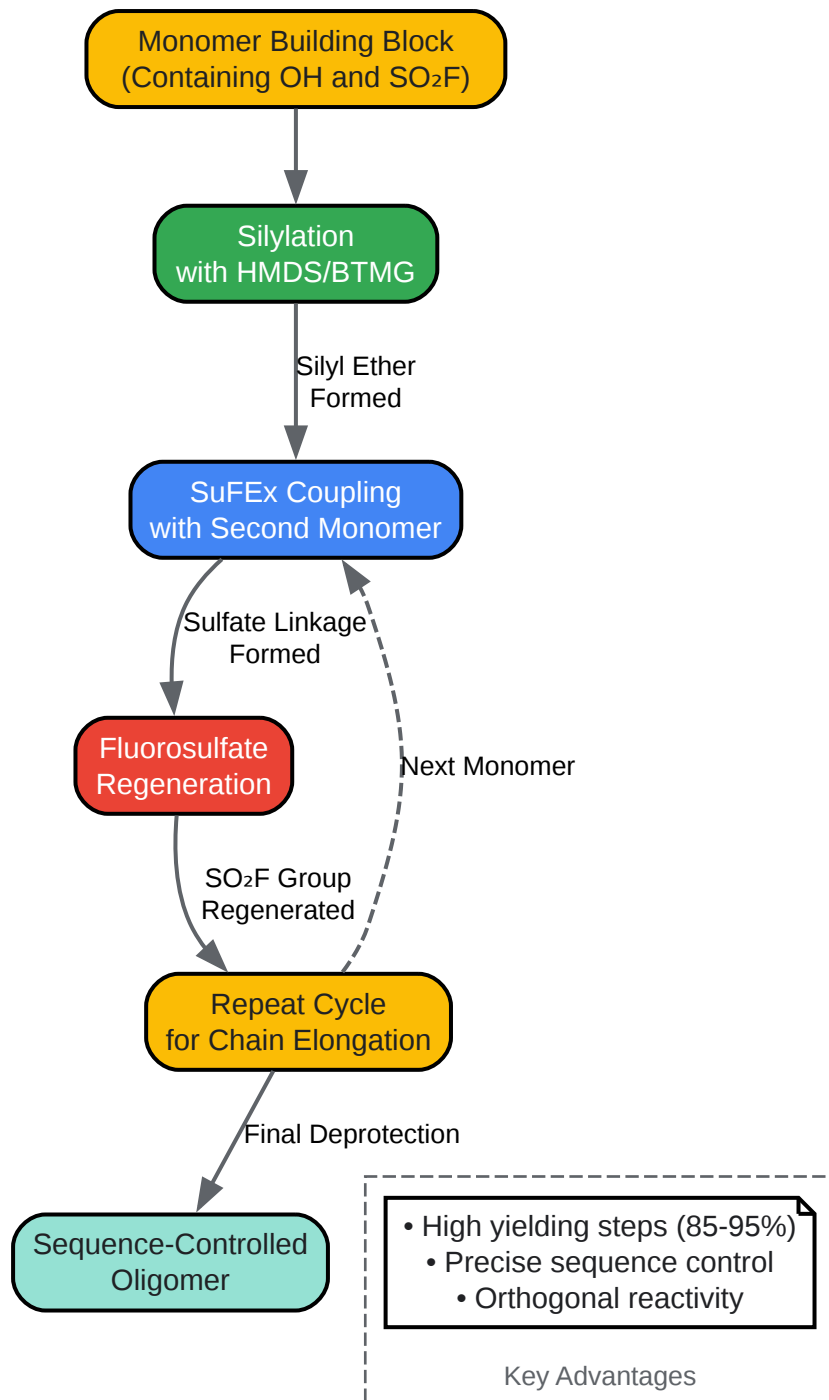 Monomer Building Block
(Containing OH and SO₂F)
Silylation
with HMDS/BTMG
Silyl Ether
Formed
SuFEx Coupling
with Second Monomer
Sulfate Linkage
Formed
Fluorosulfate
Regeneration
Next Monomer
SO₂F Group
Regenerated
Repeat Cycle
for Chain Elongation
Final Deprotection
Sequence-Controlled
Oligomer
• High yielding steps (85-95%)
• Precise sequence control
• Orthogonal reactivity
Key Advantages